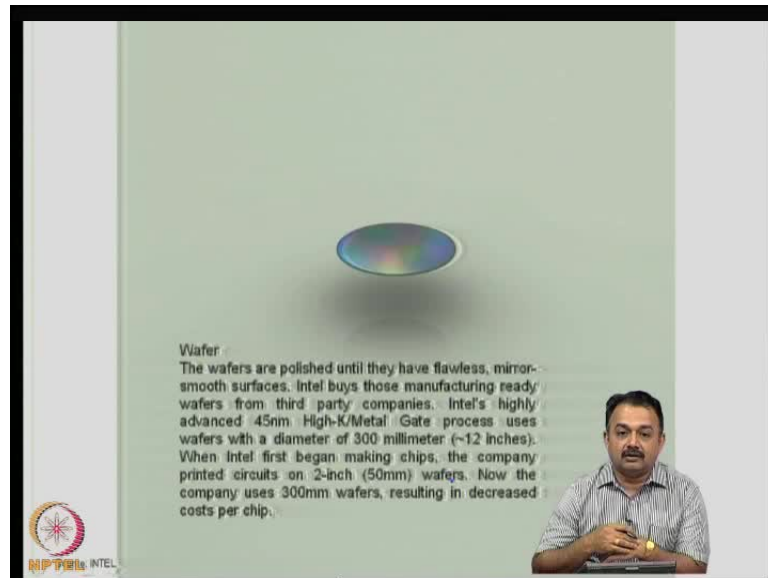 Wafer
The wafers are polished until they have flawless, mirror-
smooth surfaces. Intel buys those manufacturing ready
wafers from third party companies. Intel's highly
advanced 45nm High-K/Metal Gate process uses
wafers with a diameter of 300 millimeter (~12 inches).
When Intel first began making chips, the company
printed circuits on 2-inch (50mm) wafers. Now the
company uses 300mm wafers, resulting in decreased
costs per chip.
NPTEL INTEL